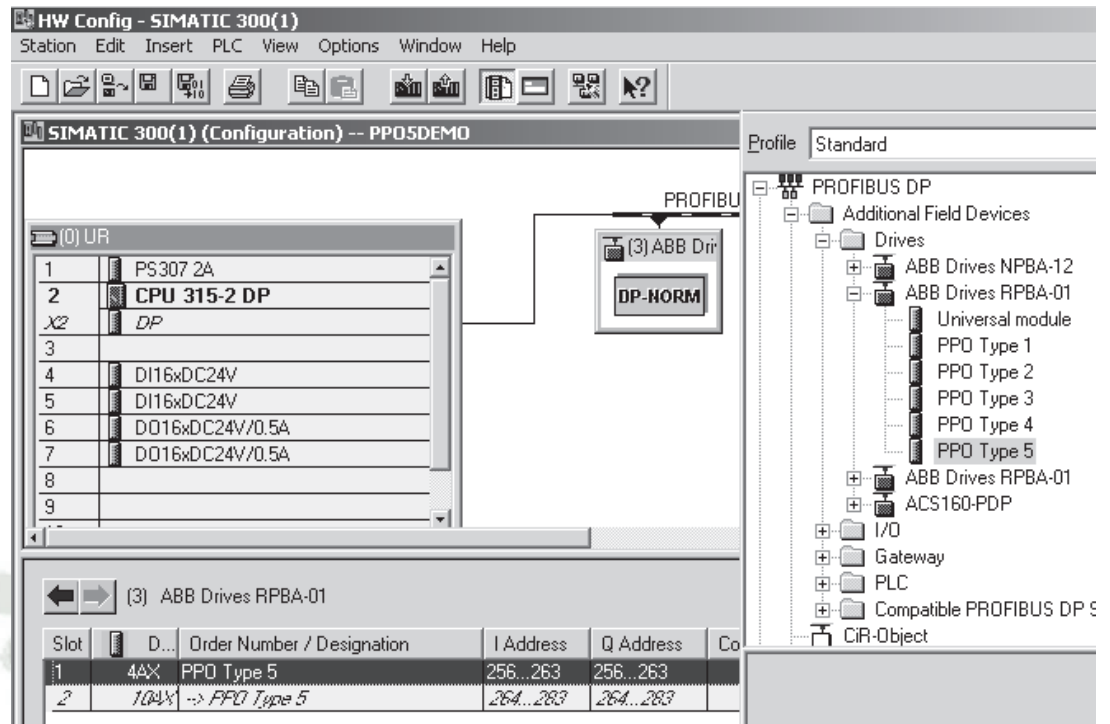 HW Config - SIMATIC 300(1)
Station Edit Insert PLC View Options Window Help
SIMATIC 300(1) (Configuration) -- PPO5DEMO
(0) UR
1 PS307 2A
2 CPU 315-2 DP
X2 DP
3
4 DI16xDC24V
5 DI16xDC24V
6 DO16xDC24V/0.5A
7 DO16xDC24V/0.5A
8
9
PROFIBU
(3) ABB Dri
DP-NORM
Profile Standard
PROFIBUS DP
Additional Field Devices
Drives
ABB Drives NPBA-12
ABB Drives RPBA-01
Universal module
PPO Type 1
PPO Type 2
PPO Type 3
PPO Type 4
PPO Type 5
ABB Drives RPBA-01
ACS160-PDP
I/O
Gateway
PLC
Compatible PROFIBUS DP S
CiR-Object
(3) ABB Drives RPBA-01
Slot D... Order Number / Designation I Address Q Address Co
1 4AX PPO Type 5 256...263 256...263
2 10AX --> PPO Type 5 264...283 264...283